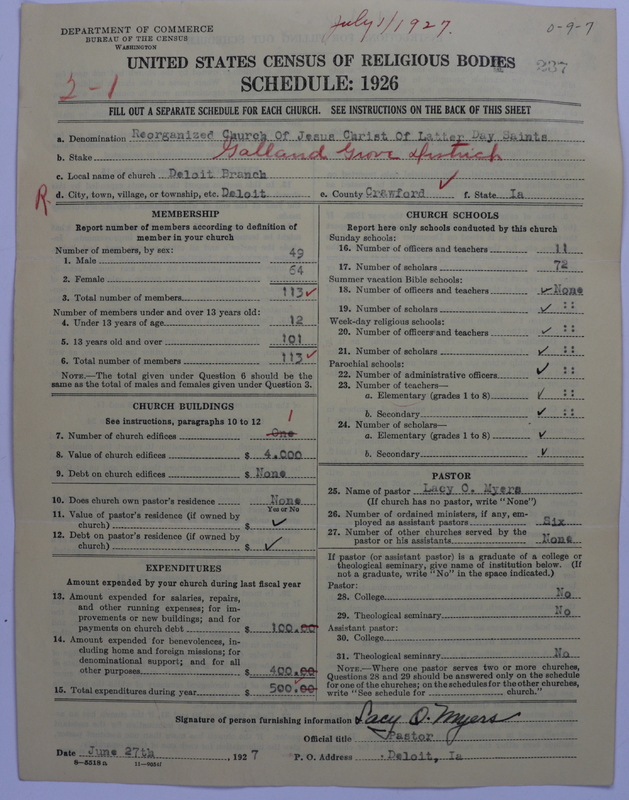 July 1/1927.
0-9-7
DEPARTMENT OF COMMERCE
BUREAU OF THE CENSUS
WASHINGTON
UNITED STATES CENSUS OF RELIGIOUS BODIES
237
2-1
SCHEDULE: 1926
FILL OUT A SEPARATE SCHEDULE FOR EACH CHURCH. SEE INSTRUCTIONS ON THE BACK OF THIS SHEET
a. Denomination Reorganized Church Of Jesus Christ Of Latter Day Saints
b. Stake Galland Grove District
c. Local name of church Deloit Branch
R. d. City, town, village, or township, etc. Deloit e. County Crawford f. State Ia
MEMBERSHIP
Report number of members according to definition of
member in your church
Number of members, by sex:
1. Male 49
2. Female 64
3. Total number of members 113 ✓
Number of members under and over 13 years old:
4. Under 13 years of age 12
5. 13 years old and over 101
6. Total number of members 113 ✓
NOTE.—The total given under Question 6 should be the
same as the total of males and females given under Question 3.
CHURCH BUILDINGS
See instructions, paragraphs 10 to 12
1
7. Number of church edifices One
8. Value of church edifices $ 4.000
9. Debt on church edifices $ None
10. Does church own pastor's residence None
Yes or No
11. Value of pastor's residence (if owned by
church) $ ✓
12. Debt on pastor's residence (if owned by
church) $ ✓
EXPENDITURES
Amount expended by your church during last fiscal year
13. Amount expended for salaries, repairs,
and other running expenses; for im-
provements or new buildings; and for
payments on church debt $ 100.00
14. Amount expended for benevolences, in-
cluding home and foreign missions; for
denominational support; and for all
other purposes $ 400.00
15. Total expenditures during year $ 500.00
CHURCH SCHOOLS
Report here only schools conducted by this church
Sunday schools:
16. Number of officers and teachers 11
17. Number of scholars 72
Summer vacation Bible schools:
18. Number of officers and teachers ✓ None
19. Number of scholars ✓ ::
Week-day religious schools:
20. Number of officers and teachers ✓ ::
21. Number of scholars ✓ ::
Parochial schools:
22. Number of administrative officers ✓ ::
23. Number of teachers—
a. Elementary (grades 1 to 8) ✓ ::
b. Secondary ✓ ::
24. Number of scholars—
a. Elementary (grades 1 to 8) ✓
b. Secondary ✓
PASTOR
25. Name of pastor Lacy O. Myers
(If church has no pastor, write "None")
26. Number of ordained ministers, if any, em-
ployed as assistant pastors Six
27. Number of other churches served by the
pastor or his assistants None
If pastor (or assistant pastor) is a graduate of a college or
theological seminary, give name of institution below. (If
not a graduate, write "No" in the space indicated.)
Pastor:
28. College No
29. Theological seminary No
Assistant pastor:
30. College
31. Theological seminary No
NOTE.—Where one pastor serves two or more churches,
Questions 28 and 29 should be answered only on the schedule
for one of the churches; on the schedules for the other churches,
write "See schedule for church."
Signature of person furnishing information Lacy O. Myers
Official title Pastor
Date June 27th, 1927 P. O. Address Deloit, Ia
8-5518a 11-9034